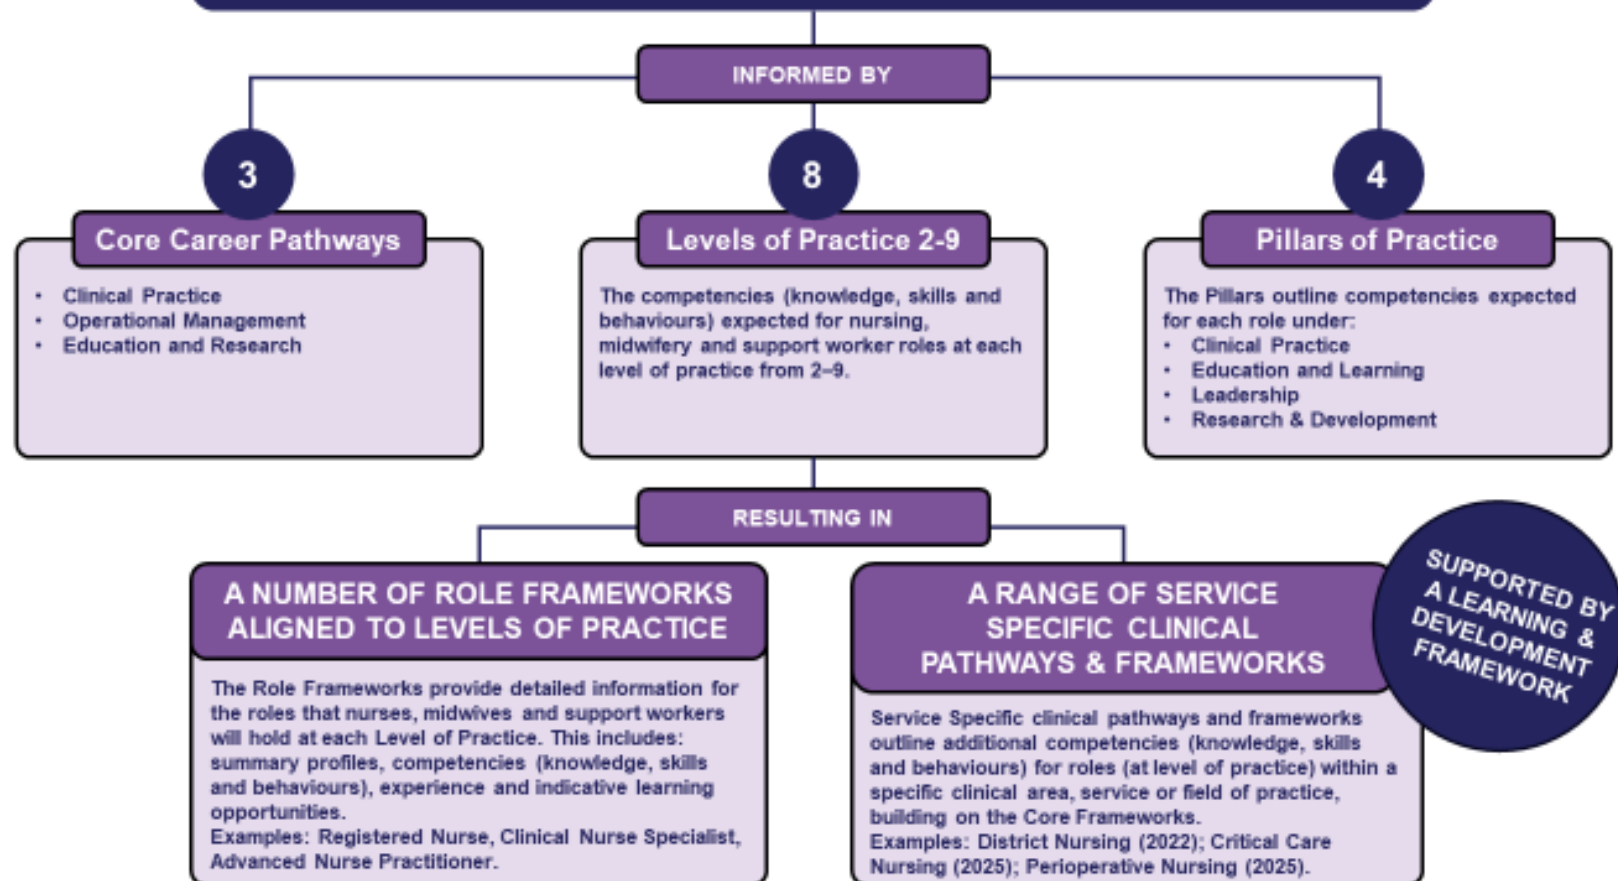 INFORMED BY
3
Core Career Pathways
• Clinical Practice
• Operational Management
• Education and Research
8
Levels of Practice 2-9
The competencies (knowledge, skills and
behaviours) expected for nursing,
midwifery and support worker roles at each
level of practice from 2–9.
4
Pillars of Practice
The Pillars outline competencies expected
for each role under:
• Clinical Practice
• Education and Learning
• Leadership
• Research & Development
RESULTING IN
A NUMBER OF ROLE FRAMEWORKS
ALIGNED TO LEVELS OF PRACTICE
The Role Frameworks provide detailed information for
the roles that nurses, midwives and support workers
will hold at each Level of Practice. This includes:
summary profiles, competencies (knowledge, skills
and behaviours), experience and indicative learning
opportunities.
Examples: Registered Nurse, Clinical Nurse Specialist,
Advanced Nurse Practitioner.
A RANGE OF SERVICE
SPECIFIC CLINICAL
PATHWAYS & FRAMEWORKS
Service Specific clinical pathways and frameworks
outline additional competencies (knowledge, skills
and behaviours) for roles (at level of practice) within a
specific clinical area, service or field of practice,
building on the Core Frameworks.
Examples: District Nursing (2022); Critical Care
Nursing (2025); Perioperative Nursing (2025).
SUPPORTED BY
A LEARNING &
DEVELOPMENT
FRAMEWORK